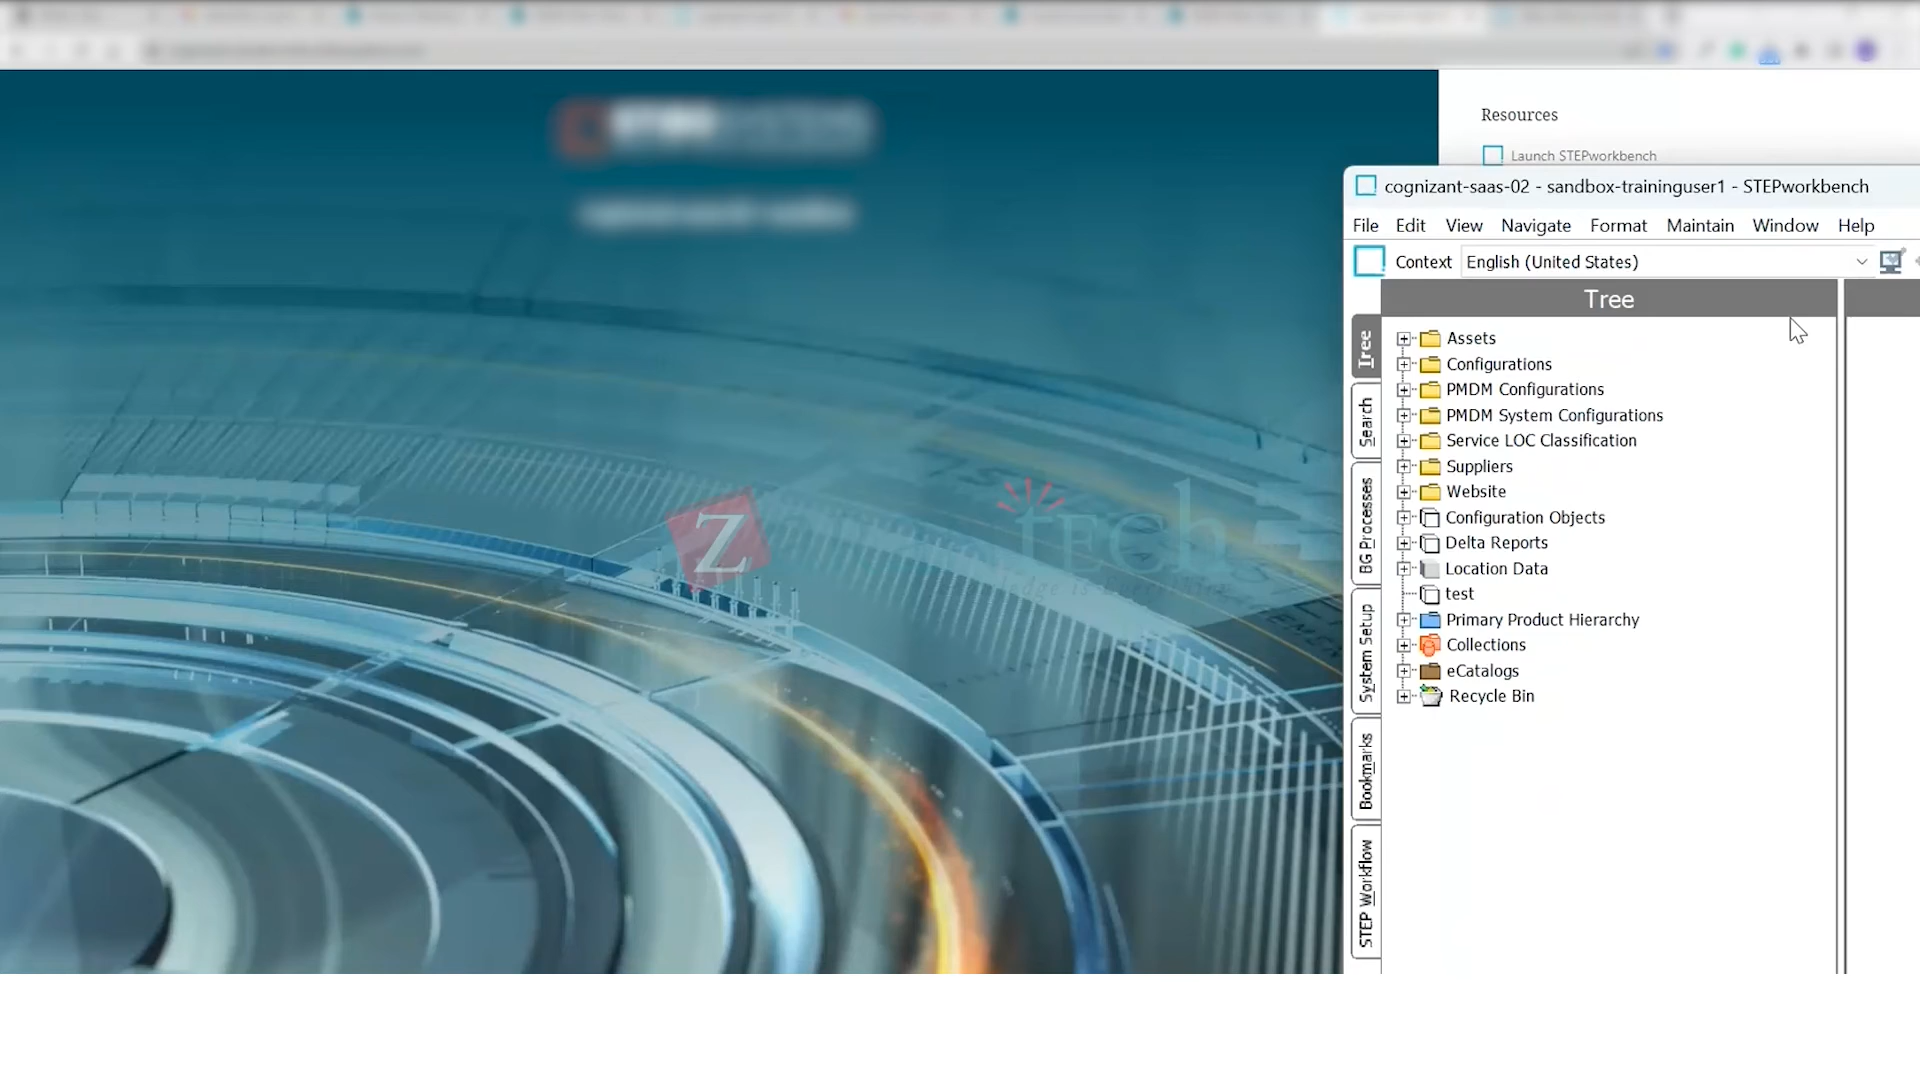 Resources
Launch STEPworkbench
cognizant-saas-02 - sandbox-traininguser1 - STEPworkbench
File Edit View Navigate Format Maintain Window Help
Context English (United States)
Tree
Tree
Search
BG Processes
System Setup
Bookmarks
STEP Workflow
Assets
Configurations
PMDM Configurations
PMDM System Configurations
Service LOC Classification
Suppliers
Website
Configuration Objects
Delta Reports
Location Data
test
Primary Product Hierarchy
Collections
eCatalogs
Recycle Bin
Z
tech